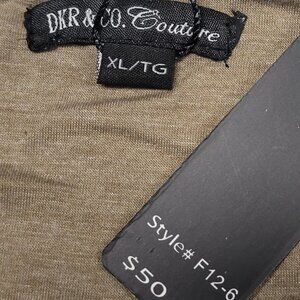 DKR & CO. Couture
XL/TG
Style# F12-6
$50